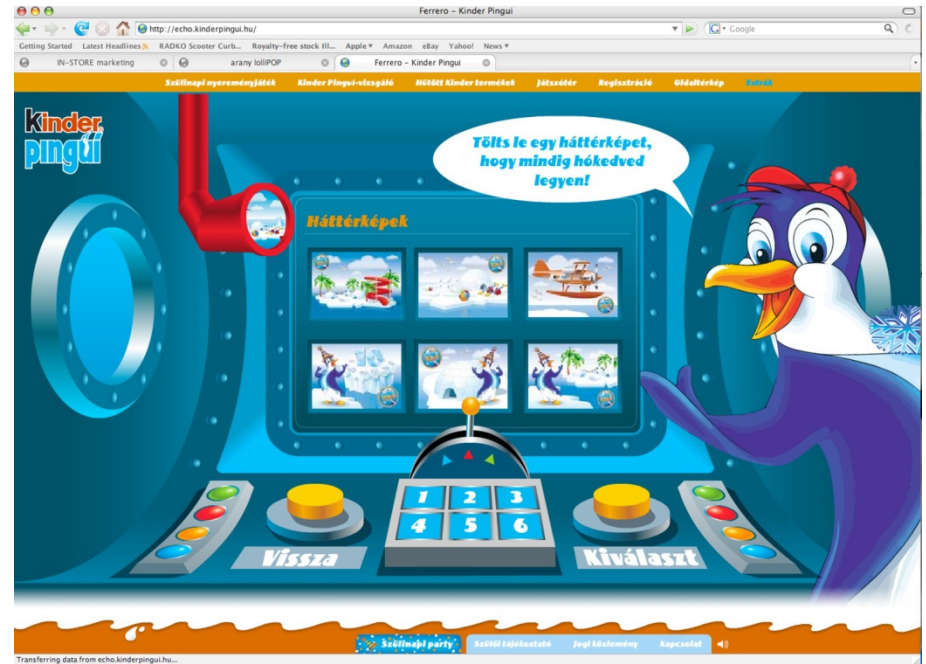 Ferrero – Kinder Pingui
http://echo.kinderpingui.hu/
Google
Getting Started Latest Headlines RADKO Scooter Curb... Royalty-free stock Ill... Apple Amazon eBay Yahoo! News
IN-STORE marketing arany lolliPOP Ferrero – Kinder Pingui
Szülinapi nyereményjáték Kinder Pingui-vizsgáló Hűtött Kinder termékek Játszótér Regisztráció Oldaltérkép Extrák
Kinder
pinguí
Tölts le egy háttérképet,
hogy mindig hókedved
legyen!
Háttérképek
1 2 3
4 5 6
Vissza
Kiválaszt
Szülinapi party Szülői tájékoztató Jogi közlemény Kapcsolat
Transferring data from echo.kinderpingui.hu...